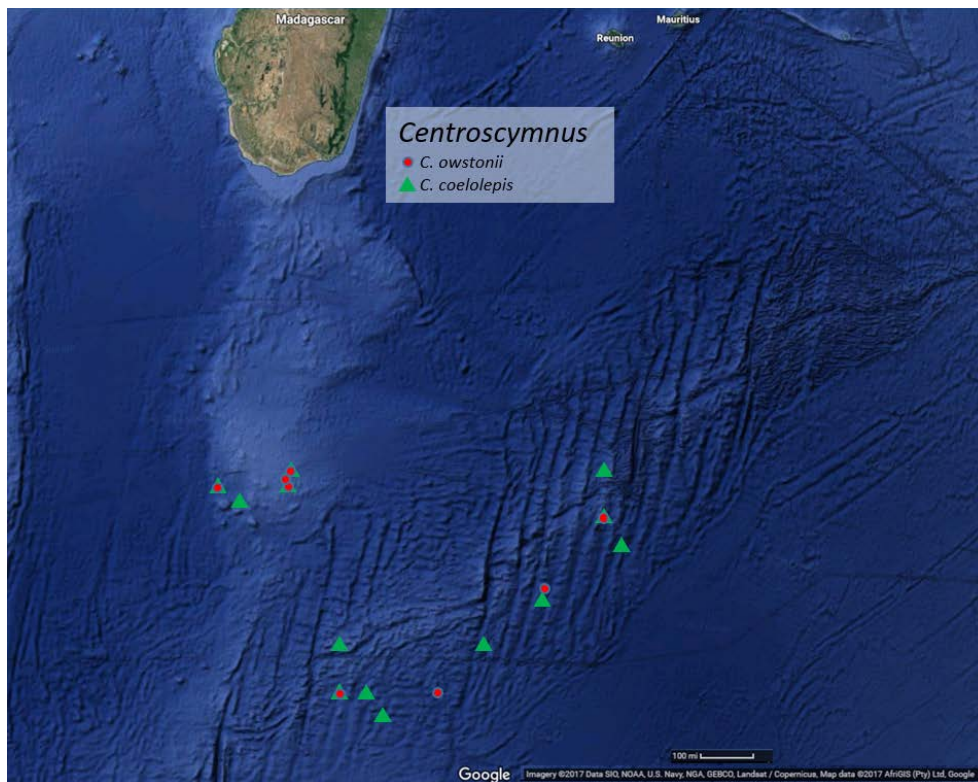 Madagascar
Mauritius
Reunion
Centroscymnus
C. owstonii
C. coelolepis
100 mi
Google
Imagery ©2017 Data SIO, NOAA, U.S. Navy, NGA, GEBCO, Landsat / Copernicus, Map data ©2017 AfriGIS (Pty) Ltd, Google